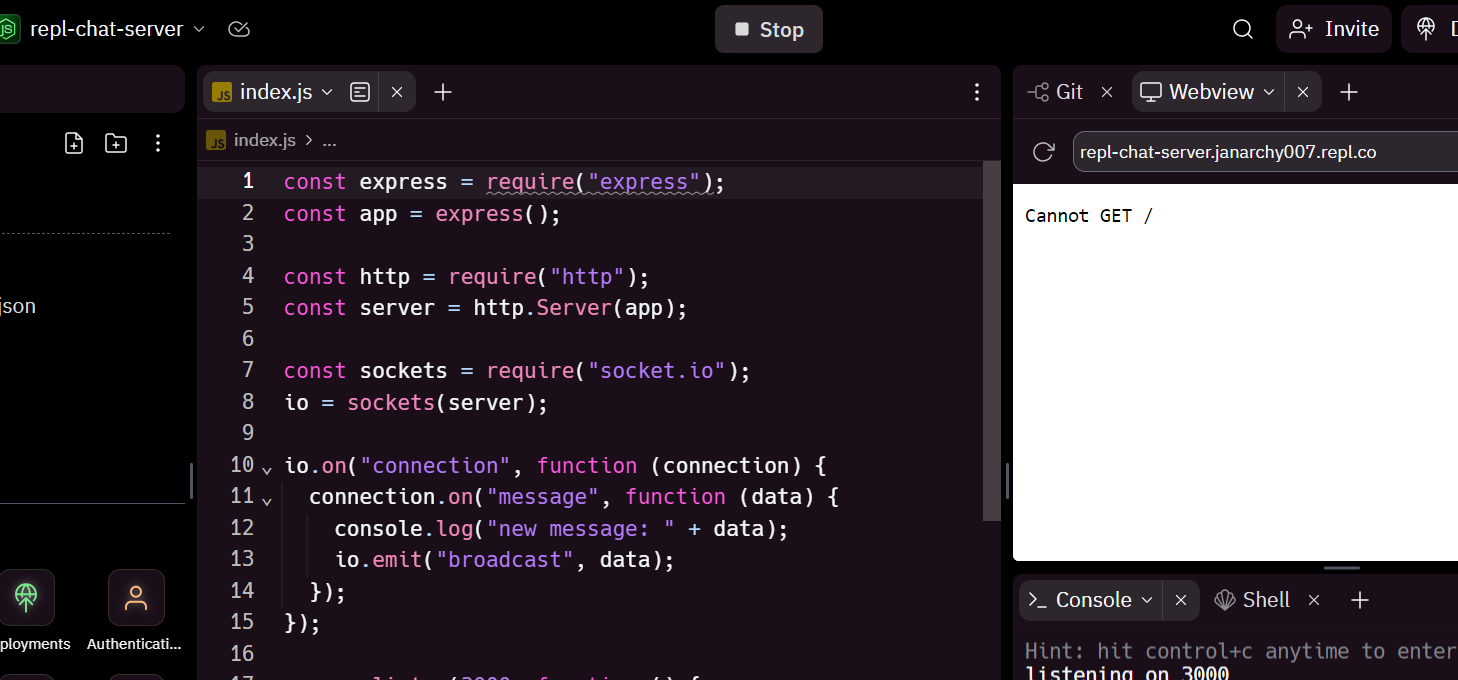 JS repl-chat-server
Stop
Invite
JS index.js
JS index.js > ...
1 const express = require("express");
2 const app = express();
3
4 const http = require("http");
5 const server = http.Server(app);
6
7 const sockets = require("socket.io");
8 io = sockets(server);
9
10 io.on("connection", function (connection) {
11 connection.on("message", function (data) {
12 console.log("new message: " + data);
13 io.emit("broadcast", data);
14 });
15 });
16
json
ployments
Authenticati...
Git
Webview
repl-chat-server.janarchy007.repl.co
Cannot GET /
Console
Shell
Hint: hit control+c anytime to enter
listening on 3000